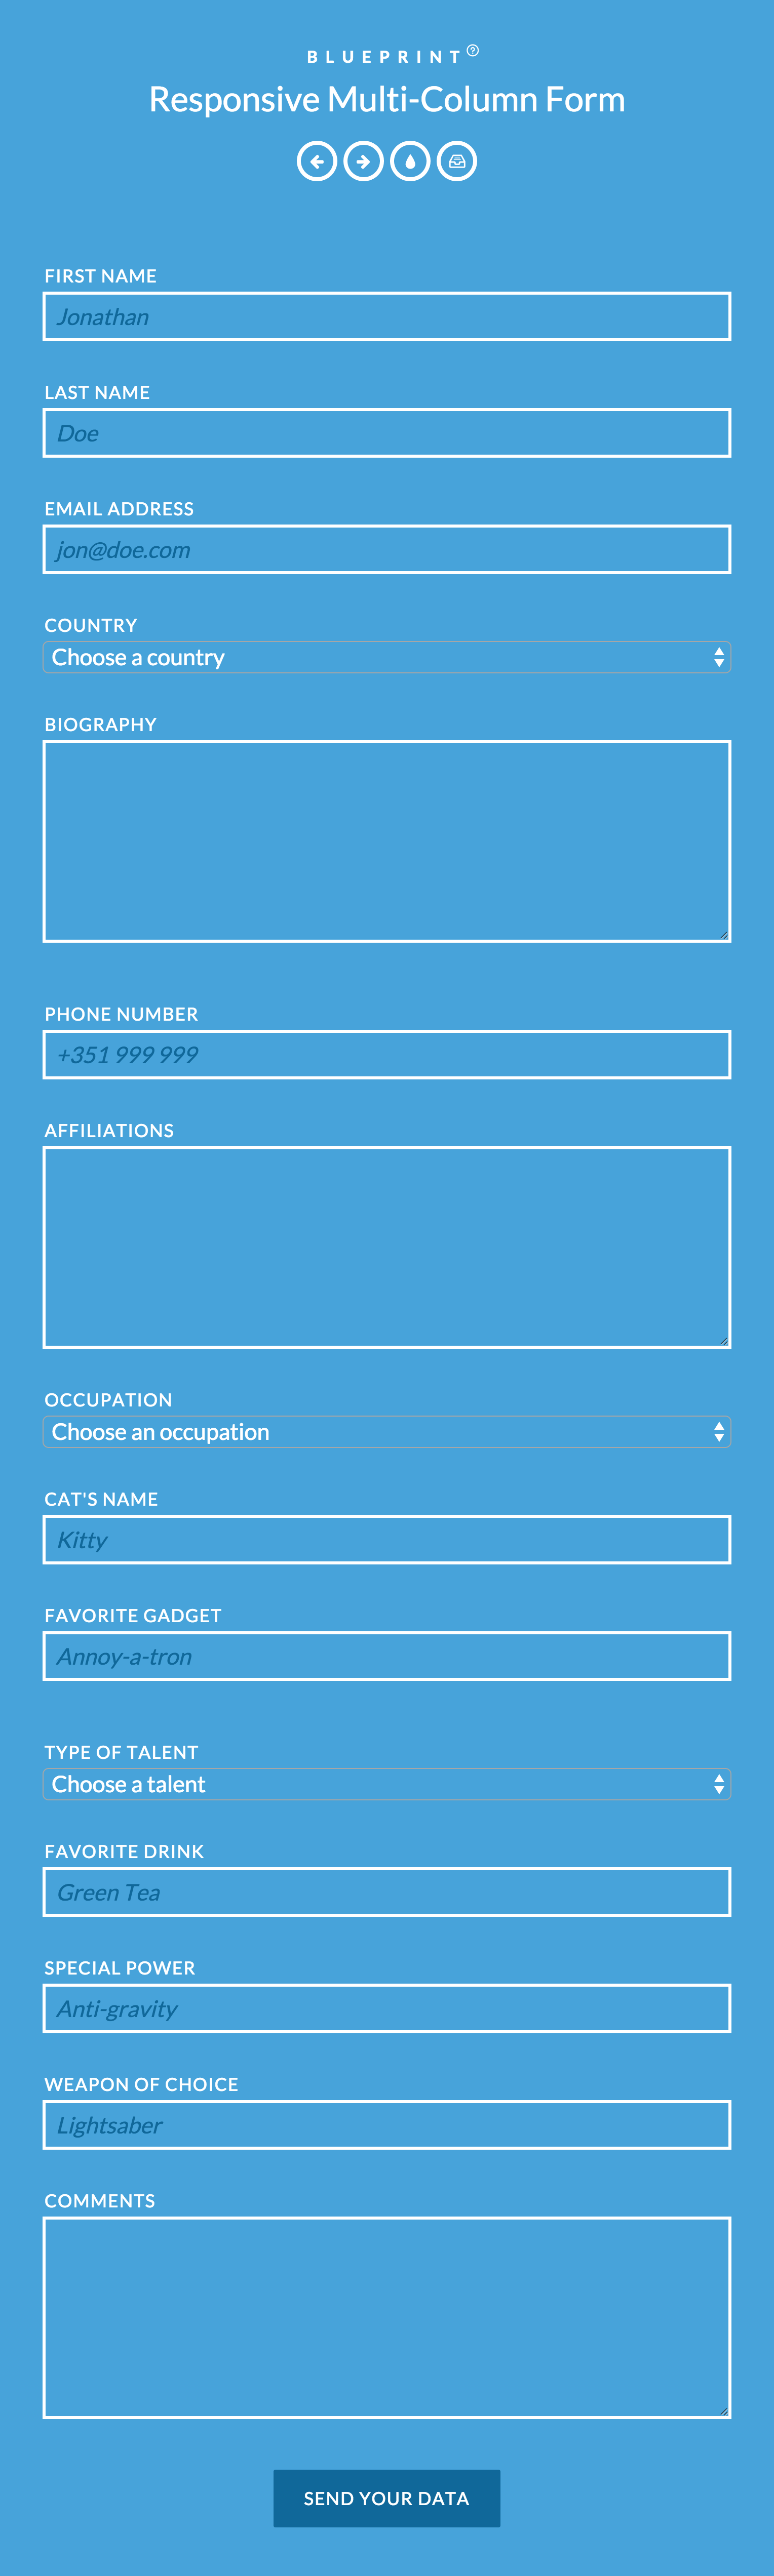 BLUEPRINT
Responsive Multi-Column Form
FIRST NAME
Jonathan
LAST NAME
Doe
EMAIL ADDRESS
jon@doe.com
COUNTRY
Choose a country
BIOGRAPHY
PHONE NUMBER
+351 999 999
AFFILIATIONS
OCCUPATION
Choose an occupation
CAT'S NAME
Kitty
FAVORITE GADGET
Annoy-a-tron
TYPE OF TALENT
Choose a talent
FAVORITE DRINK
Green Tea
SPECIAL POWER
Anti-gravity
WEAPON OF CHOICE
Lightsaber
COMMENTS
SEND YOUR DATA